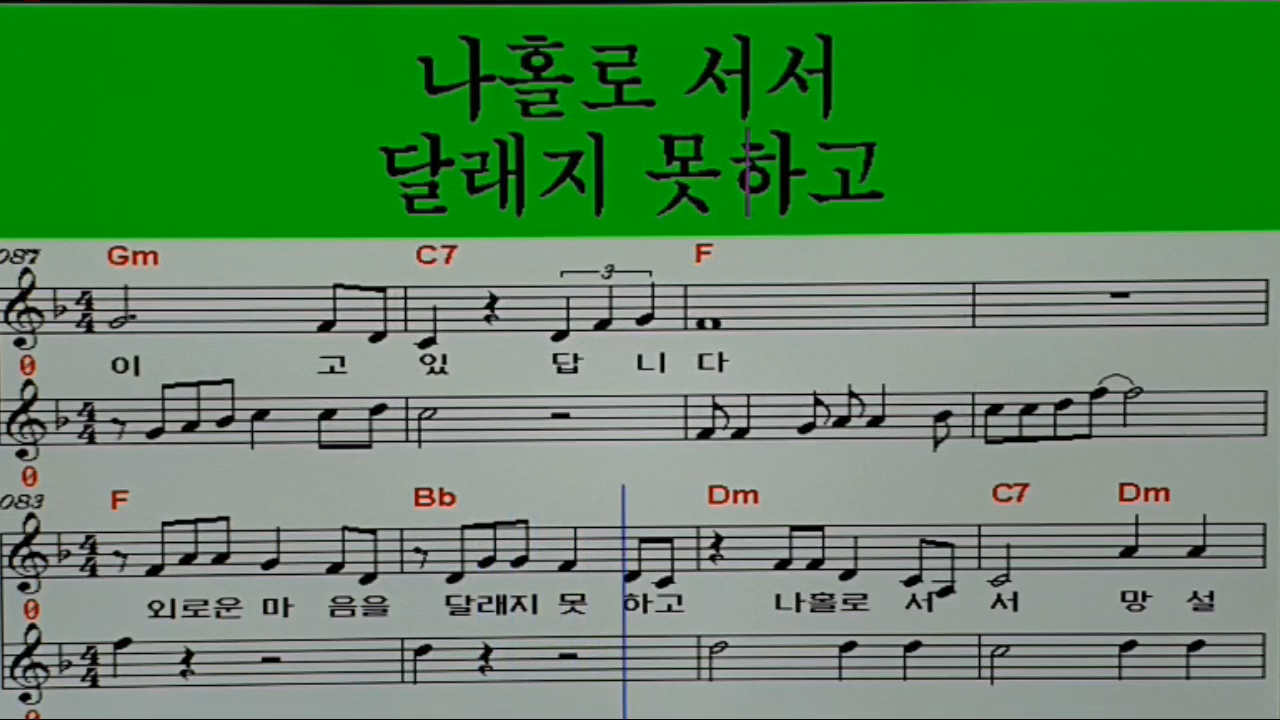 나홀로 서서
달래지 못하고
087 Gm C7 F
3
0 이 고 있 답 니 다
0
083 F Bb Dm C7 Dm
0 외로운 마 음을 달래지 못 하고 나홀로 서 서 망 설
0